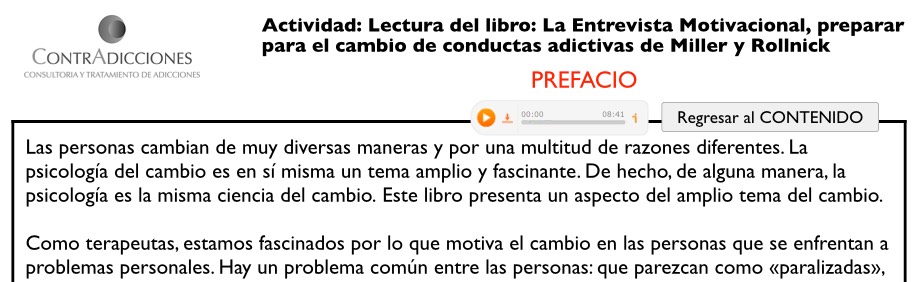 CONTRADICCIONES
CONSULTORIA Y TRATAMIENTO DE ADICCIONES
Actividad: Lectura del libro: La Entrevista Motivacional, preparar
para el cambio de conductas adictivas de Miller y Rollnick
PREFACIO
00:00 08:41
Regresar al CONTENIDO
Las personas cambian de muy diversas maneras y por una multitud de razones diferentes. La
psicología del cambio es en sí misma un tema amplio y fascinante. De hecho, de alguna manera, la
psicología es la misma ciencia del cambio. Este libro presenta un aspecto del amplio tema del cambio.
Como terapeutas, estamos fascinados por lo que motiva el cambio en las personas que se enfrentan a
problemas personales. Hay un problema común entre las personas: que parezcan como «paralizadas»,